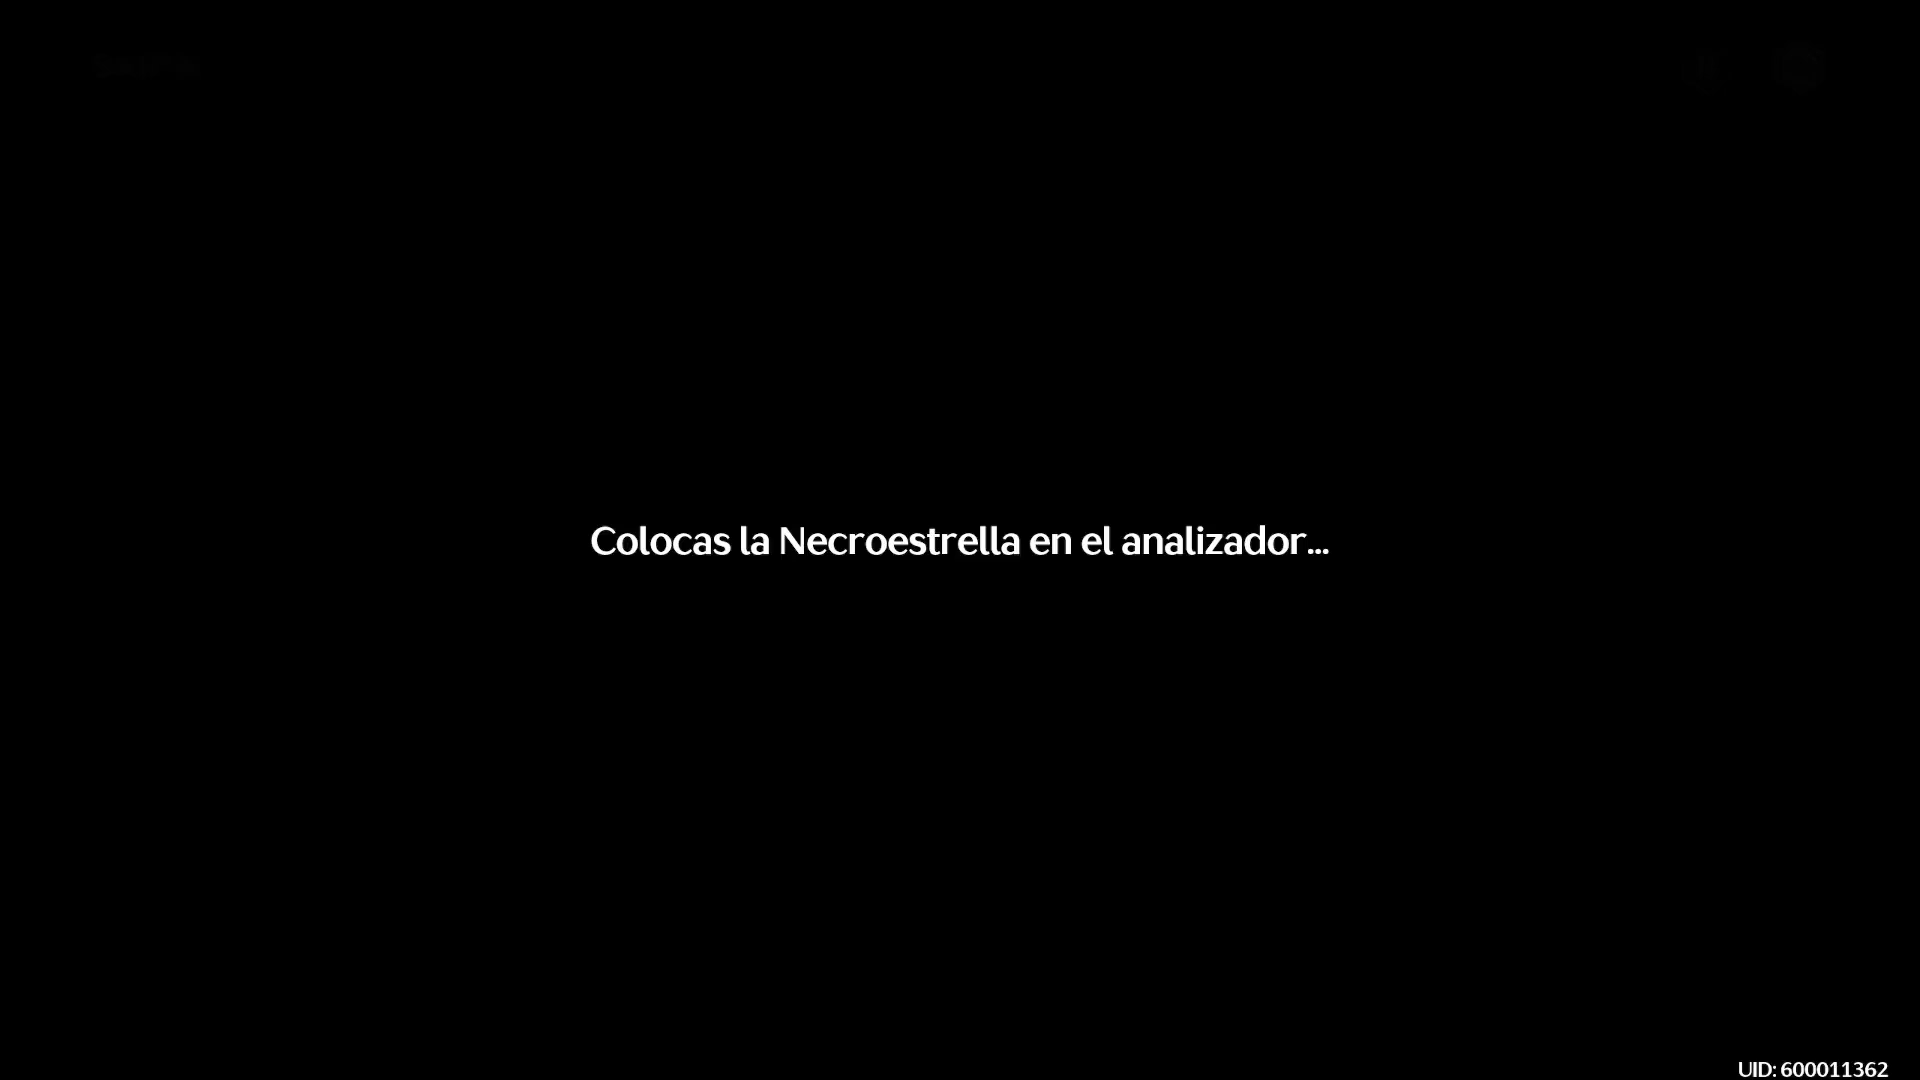 Colocas la Necroestrella en el analizador...
UID: 600011362